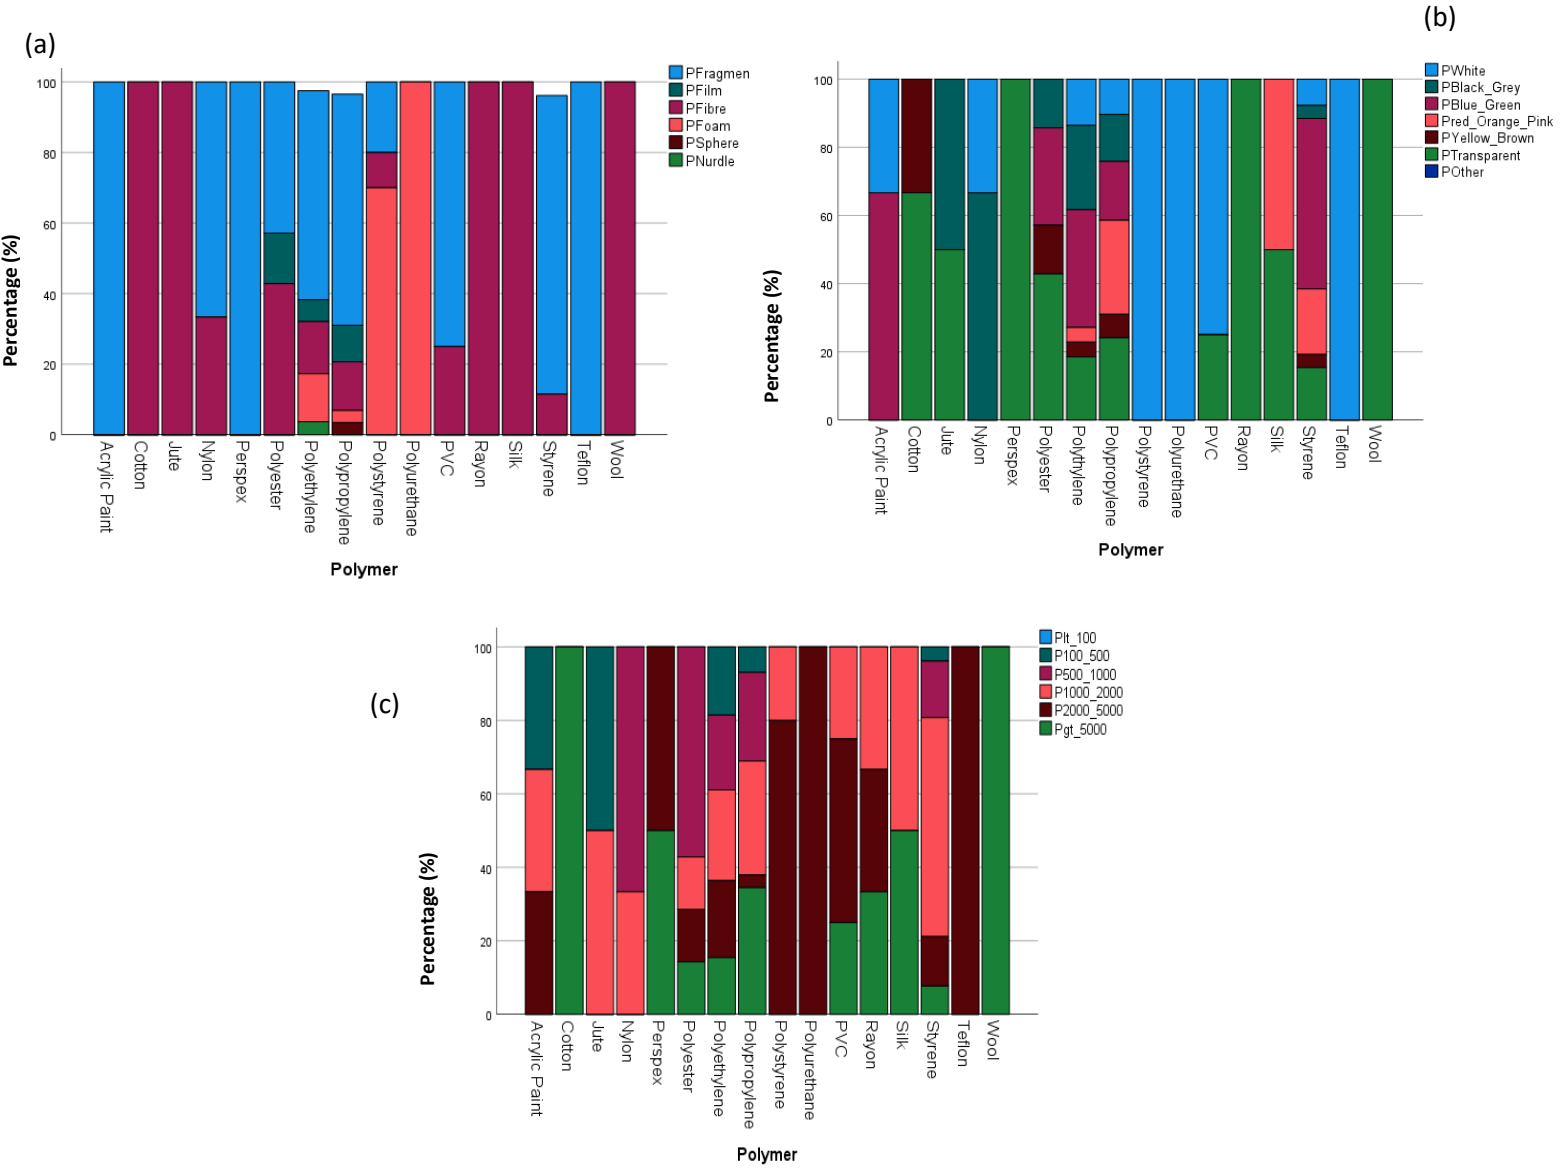 (a)
100
80
60
40
20
0
Percentage (%)
Acrylic Paint
Cotton
Jute
Nylon
Perspex
Polyester
Polyethylene
Polypropylene
Polystyrene
Polyurethane
PVC
Rayon
Silk
Styrene
Teflon
Wool
Polymer
PFragmen
PFilm
PFibre
PFoam
PSphere
PNurdle
(b)
100
80
60
40
20
0
Percentage (%)
Acrylic Paint
Cotton
Jute
Nylon
Perspex
Polyester
Polythylene
Polypropylene
Polystyrene
Polyurethane
PVC
Rayon
Silk
Styrene
Teflon
Wool
Polymer
PWhite
PBlack_Grey
PBlue_Green
Pred_Orange_Pink
PYellow_Brown
PTransparent
POther
(c)
100
80
60
40
20
0
Percentage (%)
Acrylic Paint
Cotton
Jute
Nylon
Perspex
Polyester
Polyethylene
Polypropylene
Polystyrene
Polyurethane
PVC
Rayon
Silk
Styrene
Teflon
Wool
Polymer
Plt_100
P100_500
P500_1000
P1000_2000
P2000_5000
Pgt_5000